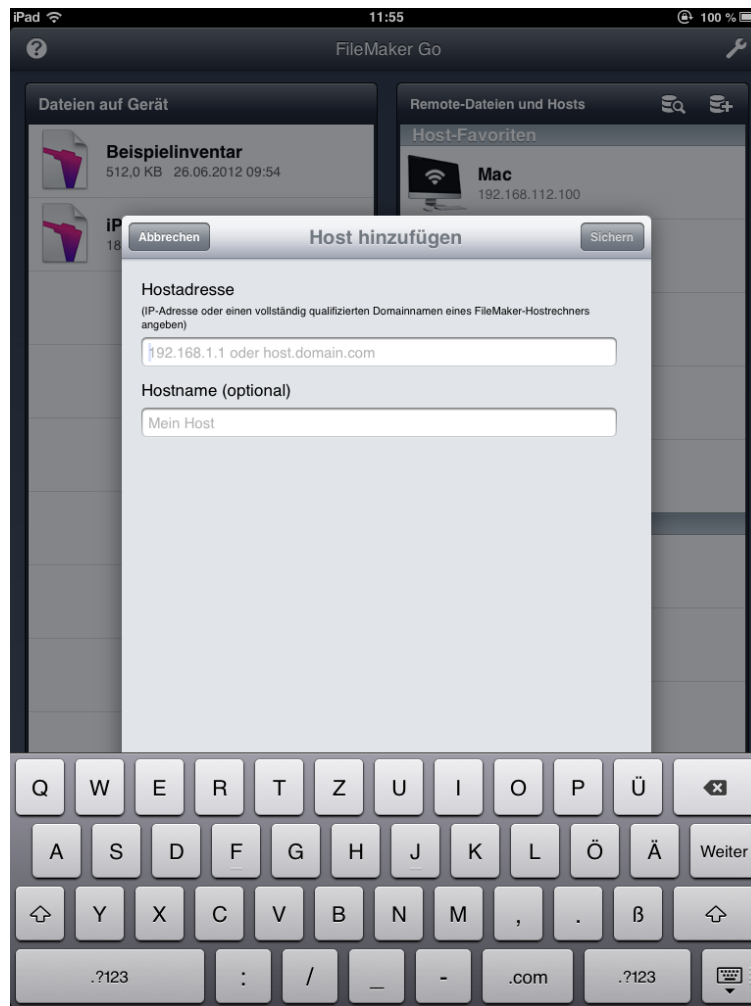 iPad 11:55 100 %
FileMaker Go
Dateien auf Gerät
Beispielinventar
512,0 KB 26.06.2012 09:54
iP
18
Remote-Dateien und Hosts
Host-Favoriten
Mac
192.168.112.100
Abbrechen Host hinzufügen Sichern
Hostadresse
(IP-Adresse oder einen vollständig qualifizierten Domainnamen eines FileMaker-Hostrechners
angeben)
192.168.1.1 oder host.domain.com
Hostname (optional)
Mein Host
Q W E R T Z U I O P Ü
A S D F G H J K L Ö Ä Weiter
Y X C V B N M , . ß
.?123 : / _ - .com .?123